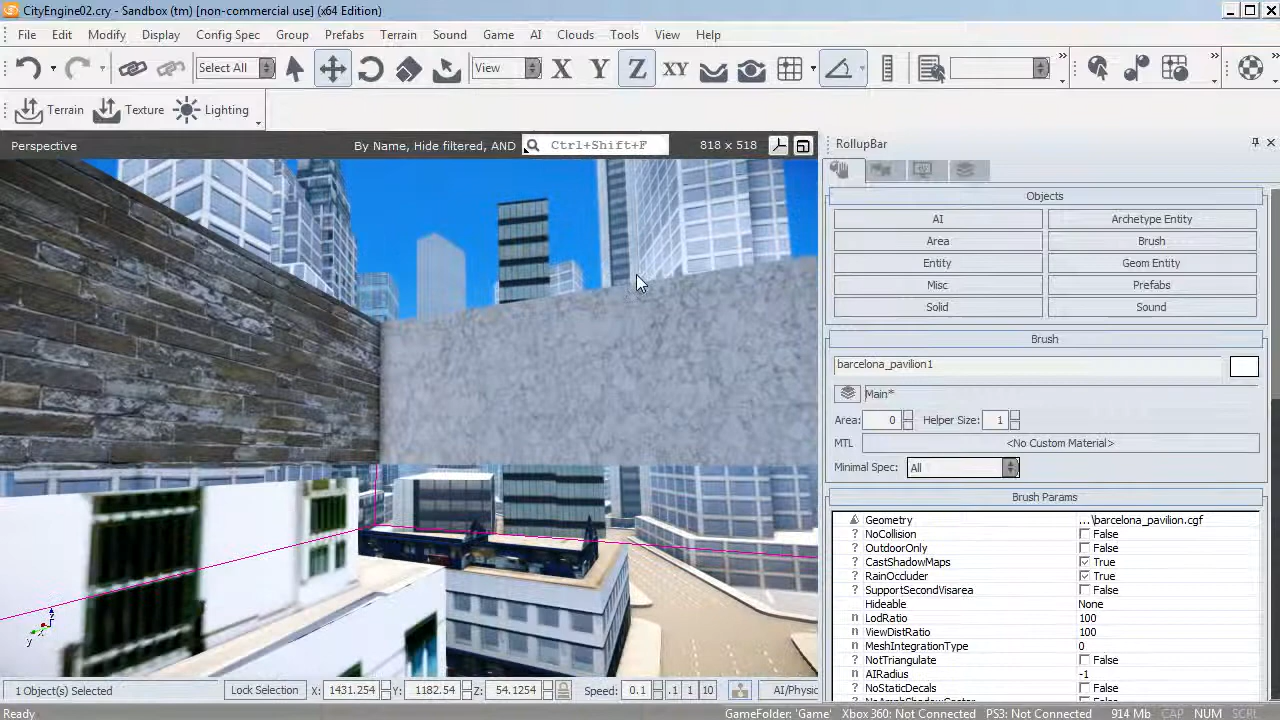 CityEngine02.cry - Sandbox (tm) [non-commercial use] (x64 Edition)
File Edit Modify Display Config Spec Group Prefabs Terrain Sound Game AI Clouds Tools View Help
Select All View X Y Z XY
Terrain Texture Lighting
Perspective By Name, Hide filtered, AND Ctrl+Shift+F 818 x 518
RollupBar
Objects
AI Archetype Entity
Area Brush
Entity Geom Entity
Misc Prefabs
Solid Sound
Brush
barcelona_pavilion1
Main*
Area: 0 Helper Size: 1
MTL <No Custom Material>
Minimal Spec: All
Brush Params
Geometry ...\barcelona_pavilion.cgf
? NoCollision False
? OutdoorOnly False
? CastShadowMaps True
? RainOccluder True
? SupportSecondVisarea False
Hideable None
n LodRatio 100
n ViewDistRatio 100
n MeshIntegrationType 0
? NotTriangulate False
n AIRadius -1
? NoStaticDecals False
y
1 Object(s) Selected Lock Selection X: 1431.254 Y: 1182.54 Z: 54.1254 Speed: 0.1 .1 1 10 AI/Physic
Ready GameFolder: 'Game' Xbox 360: Not Connected PS3: Not Connected 914 Mb CAP NUM SCRL